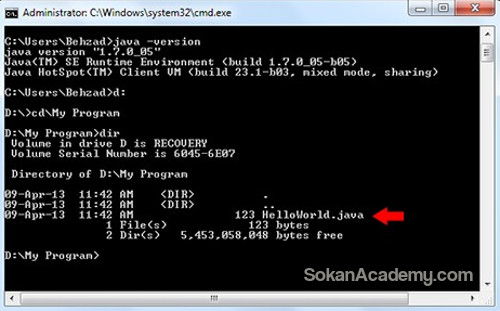 Administrator: C:\Windows\system32\cmd.exe
C:\Users\Behzad>java -version
java version "1.7.0_05"
Java(TM) SE Runtime Environment (build 1.7.0_05-b05)
Java HotSpot(TM) Client VM (build 23.1-b03, mixed mode, sharing)
C:\Users\Behzad>d:
D:\>cd\My Program
D:\My Program>dir
Volume in drive D is RECOVERY
Volume Serial Number is 6045-6E07
Directory of D:\My Program
09-Apr-13 11:42 AM <DIR> .
09-Apr-13 11:42 AM <DIR> ..
09-Apr-13 11:42 AM 123 HelloWorld.java
1 File(s) 123 bytes
2 Dir(s) 5,453,058,048 bytes free
D:\My Program>
SokanAcademy.com